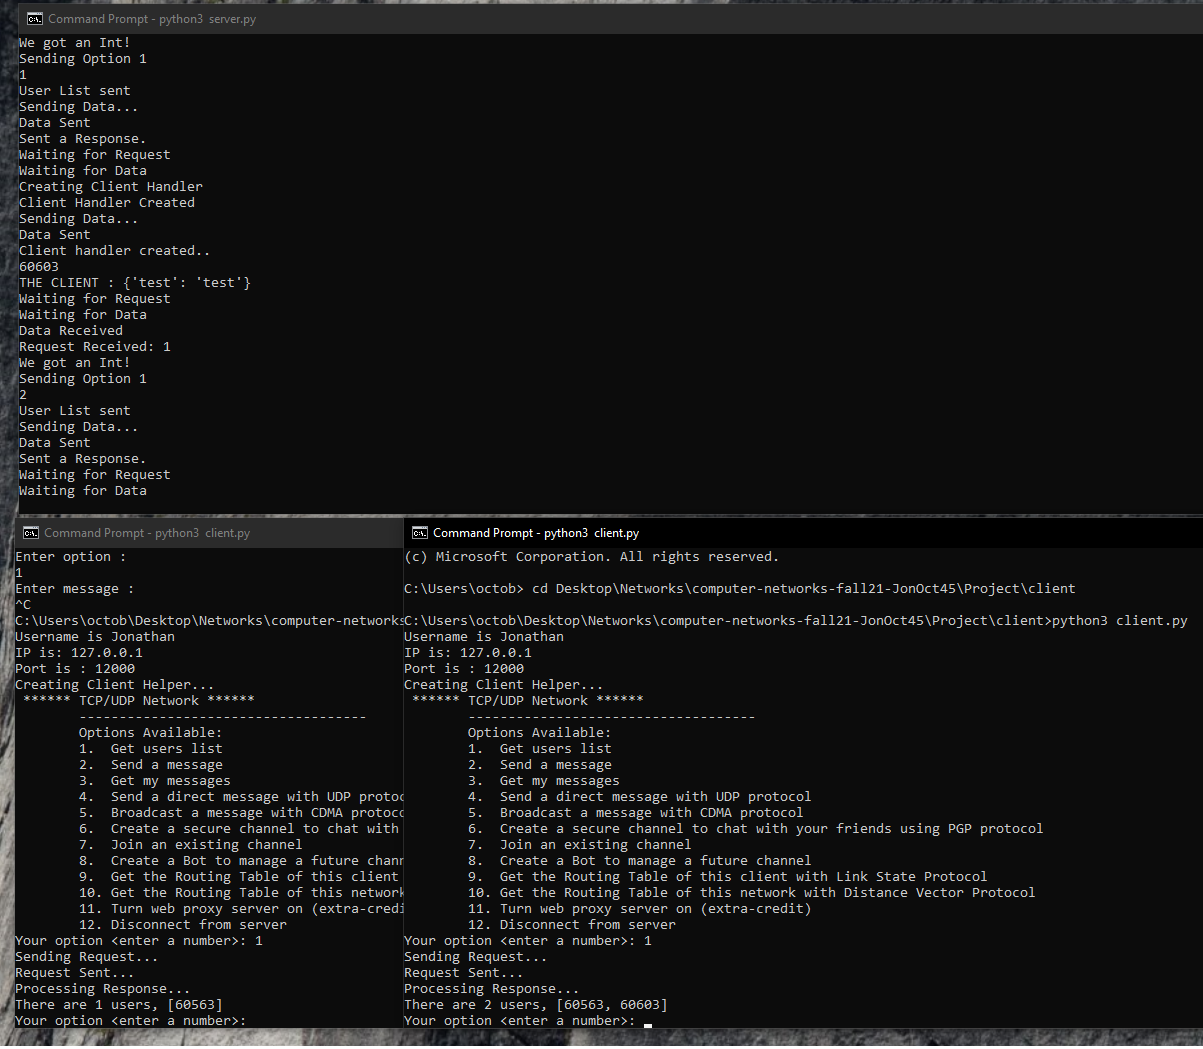 Command Prompt - python3 server.py
We got an Int!
Sending Option 1
1
User List sent
Sending Data...
Data Sent
Sent a Response.
Waiting for Request
Waiting for Data
Creating Client Handler
Client Handler Created
Sending Data...
Data Sent
Client handler created..
60603
THE CLIENT : {'test': 'test'}
Waiting for Request
Waiting for Data
Data Received
Request Received: 1
We got an Int!
Sending Option 1
2
User List sent
Sending Data...
Data Sent
Sent a Response.
Waiting for Request
Waiting for Data
Command Prompt - python3 client.py
Enter option :
1
Enter message :
^C
C:\Users\octob\Desktop\Networks\computer-networks
Username is Jonathan
IP is: 127.0.0.1
Port is : 12000
Creating Client Helper...
****** TCP/UDP Network ******
------------------------------------
Options Available:
1. Get users list
2. Send a message
3. Get my messages
4. Send a direct message with UDP protoc
5. Broadcast a message with CDMA protoco
6. Create a secure channel to chat with
7. Join an existing channel
8. Create a Bot to manage a future chann
9. Get the Routing Table of this client
10. Get the Routing Table of this network
11. Turn web proxy server on (extra-credi
12. Disconnect from server
Your option <enter a number>: 1
Sending Request...
Request Sent...
Processing Response...
There are 1 users, [60563]
Your option <enter a number>:
Command Prompt - python3 client.py
(c) Microsoft Corporation. All rights reserved.
C:\Users\octob> cd Desktop\Networks\computer-networks-fall21-JonOct45\Project\client
C:\Users\octob\Desktop\Networks\computer-networks-fall21-JonOct45\Project\client>python3 client.py
Username is Jonathan
IP is: 127.0.0.1
Port is : 12000
Creating Client Helper...
****** TCP/UDP Network ******
------------------------------------
Options Available:
1. Get users list
2. Send a message
3. Get my messages
4. Send a direct message with UDP protocol
5. Broadcast a message with CDMA protocol
6. Create a secure channel to chat with your friends using PGP protocol
7. Join an existing channel
8. Create a Bot to manage a future channel
9. Get the Routing Table of this client with Link State Protocol
10. Get the Routing Table of this network with Distance Vector Protocol
11. Turn web proxy server on (extra-credit)
12. Disconnect from server
Your option <enter a number>: 1
Sending Request...
Request Sent...
Processing Response...
There are 2 users, [60563, 60603]
Your option <enter a number>: